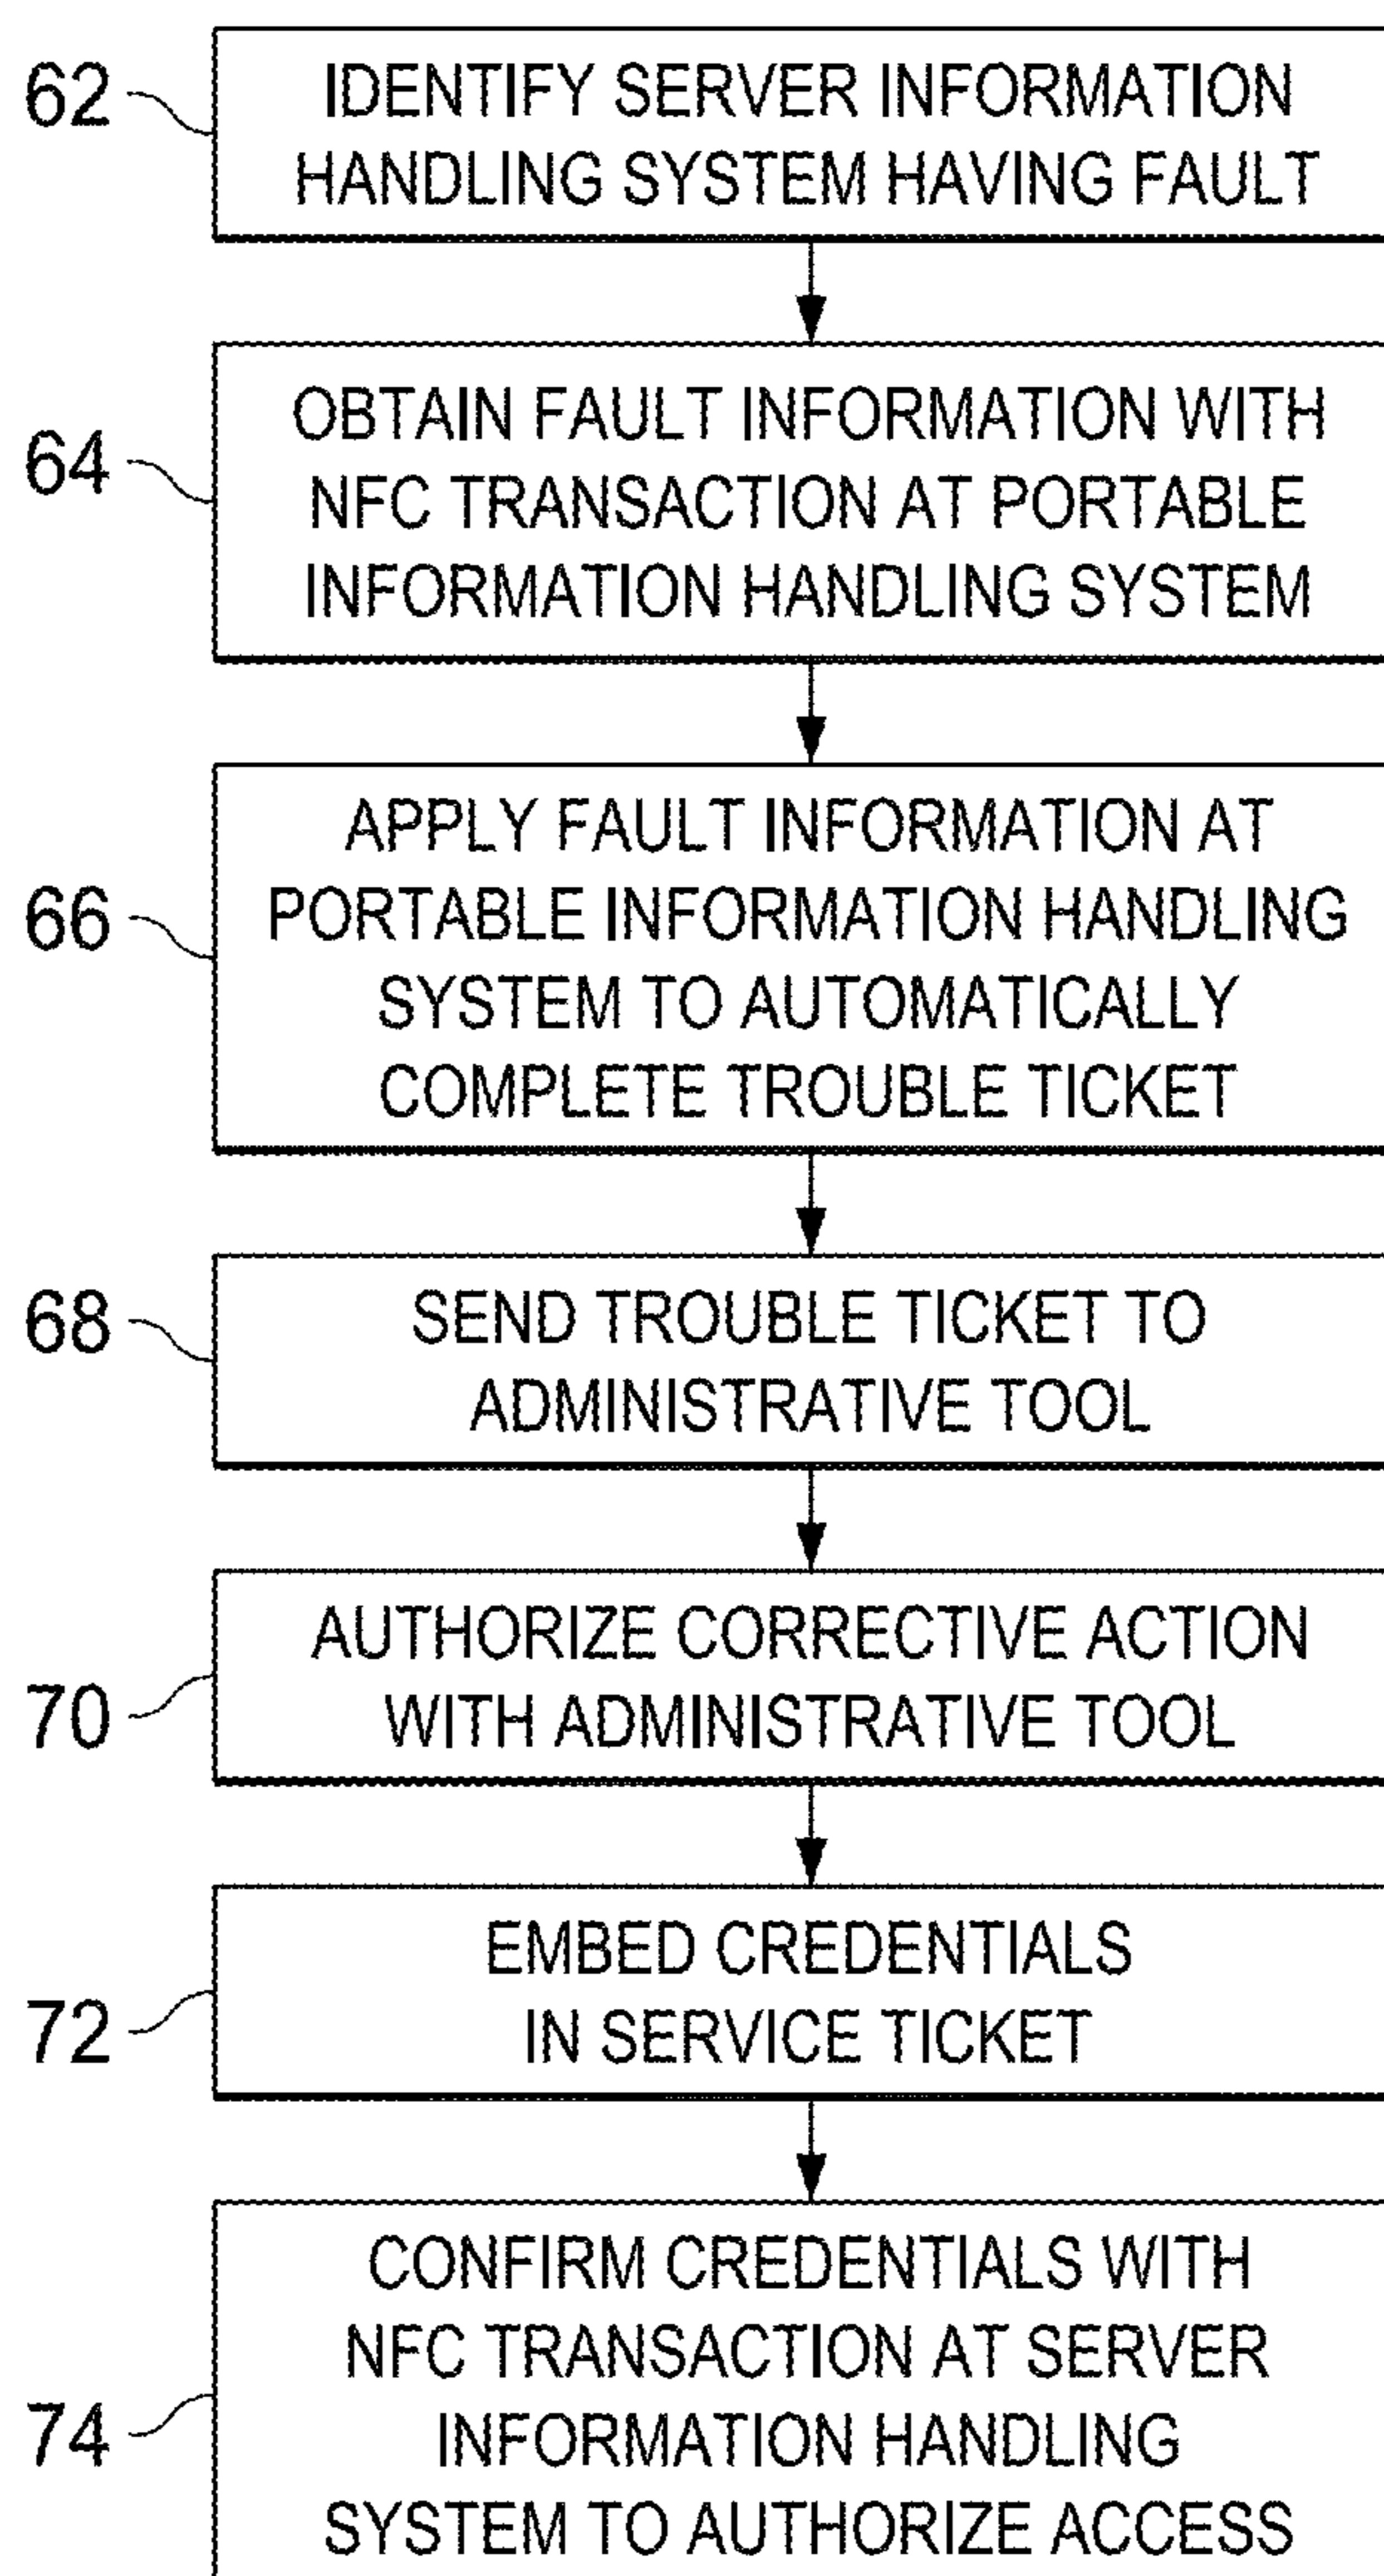 62
IDENTIFY SERVER INFORMATION
HANDLING SYSTEM HAVING FAULT
64
OBTAIN FAULT INFORMATION WITH
NFC TRANSACTION AT PORTABLE
INFORMATION HANDLING SYSTEM
66
APPLY FAULT INFORMATION AT
PORTABLE INFORMATION HANDLING
SYSTEM TO AUTOMATICALLY
COMPLETE TROUBLE TICKET
68
SEND TROUBLE TICKET TO
ADMINISTRATIVE TOOL
70
AUTHORIZE CORRECTIVE ACTION
WITH ADMINISTRATIVE TOOL
72
EMBED CREDENTIALS
IN SERVICE TICKET
74
CONFIRM CREDENTIALS WITH
NFC TRANSACTION AT SERVER
INFORMATION HANDLING
SYSTEM TO AUTHORIZE ACCESS